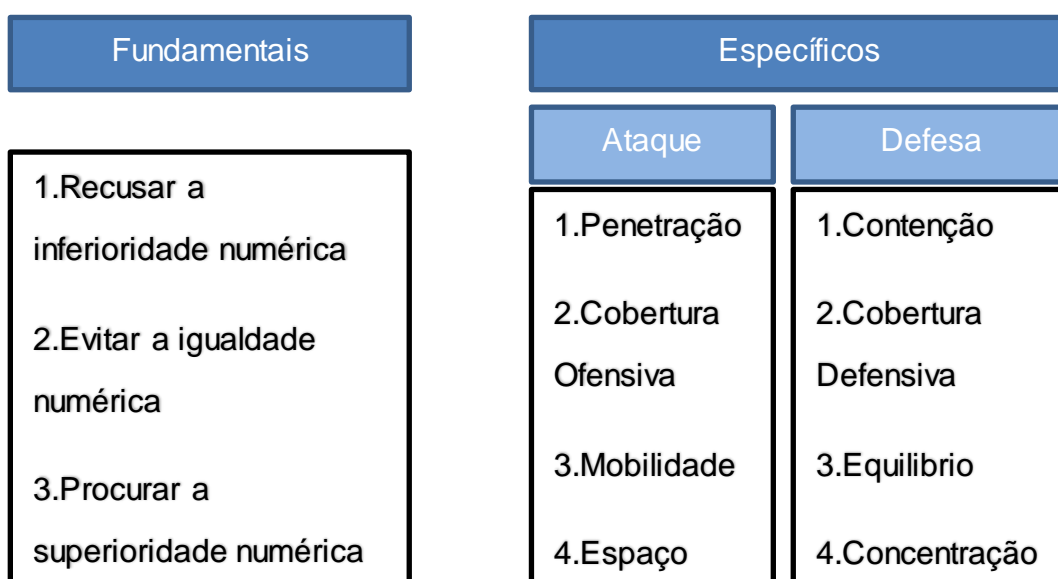 Fundamentais
1.Recusar a
inferioridade numérica
2.Evitar a igualdade
numérica
3.Procurar a
superioridade numérica
Específicos
Ataque
1.Penetração
2.Cobertura
Ofensiva
3.Mobilidade
4.Espaço
Defesa
1.Contenção
2.Cobertura
Defensiva
3.Equilibrio
4.Concentração